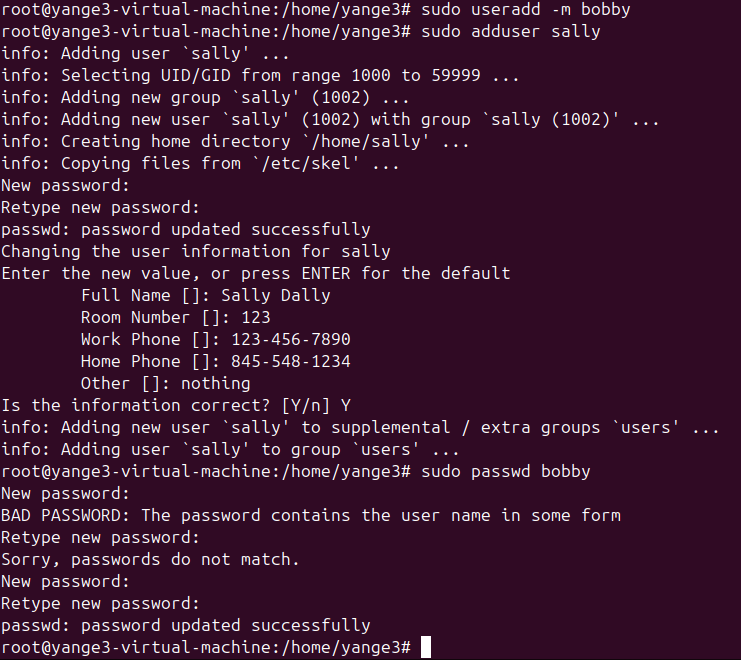 root@yange3-virtual-machine:/home/yange3# sudo useradd -m bobby
root@yange3-virtual-machine:/home/yange3# sudo adduser sally
info: Adding user `sally' ...
info: Selecting UID/GID from range 1000 to 59999 ...
info: Adding new group `sally' (1002) ...
info: Adding new user `sally' (1002) with group `sally (1002)' ...
info: Creating home directory `/home/sally' ...
info: Copying files from `/etc/skel' ...
New password:
Retype new password:
passwd: password updated successfully
Changing the user information for sally
Enter the new value, or press ENTER for the default
        Full Name []: Sally Dally
        Room Number []: 123
        Work Phone []: 123-456-7890
        Home Phone []: 845-548-1234
        Other []: nothing
Is the information correct? [Y/n] Y
info: Adding new user `sally' to supplemental / extra groups `users' ...
info: Adding user `sally' to group `users' ...
root@yange3-virtual-machine:/home/yange3# sudo passwd bobby
New password:
BAD PASSWORD: The password contains the user name in some form
Retype new password:
Sorry, passwords do not match.
New password:
Retype new password:
passwd: password updated successfully
root@yange3-virtual-machine:/home/yange3#